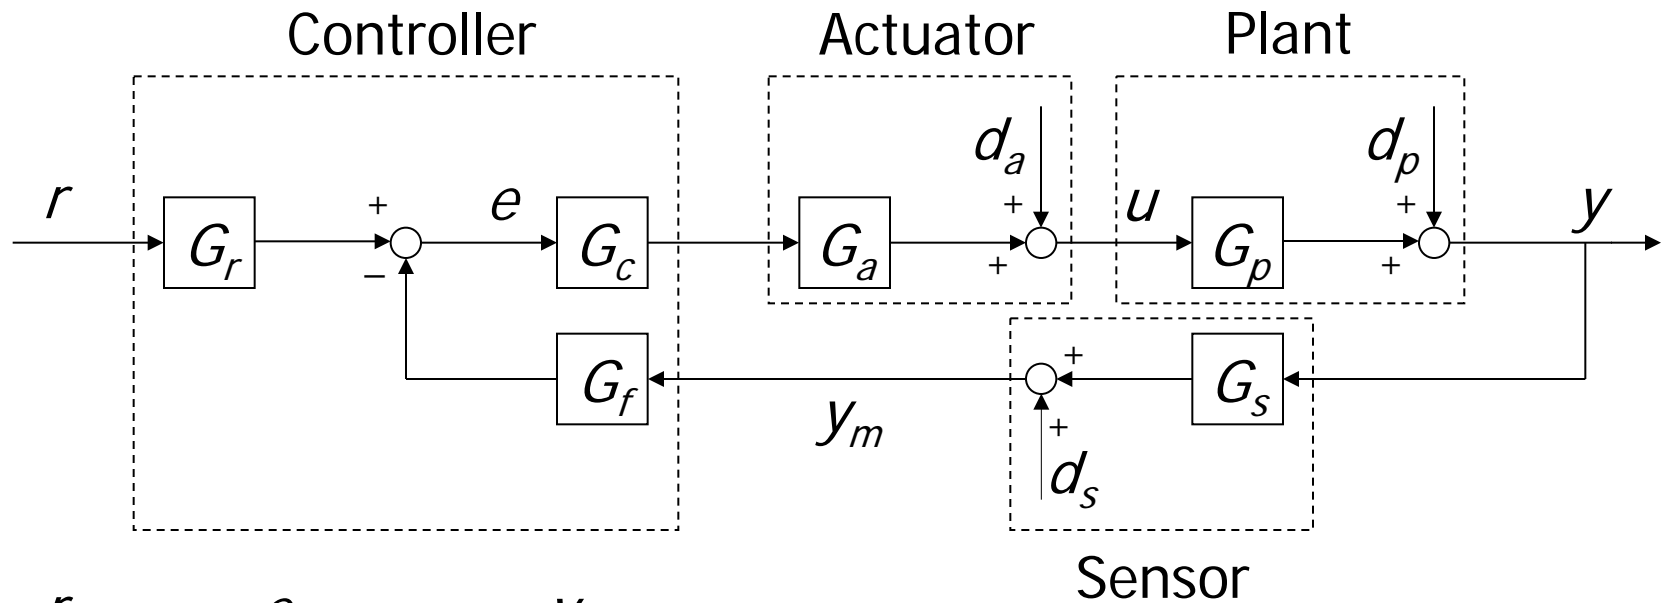 Controller Actuator Plant
d_a d_p
r + e + u + y
G_r G_c G_a G_p
− + +
+
G_f G_s
y_m +
d_s
Sensor
r e